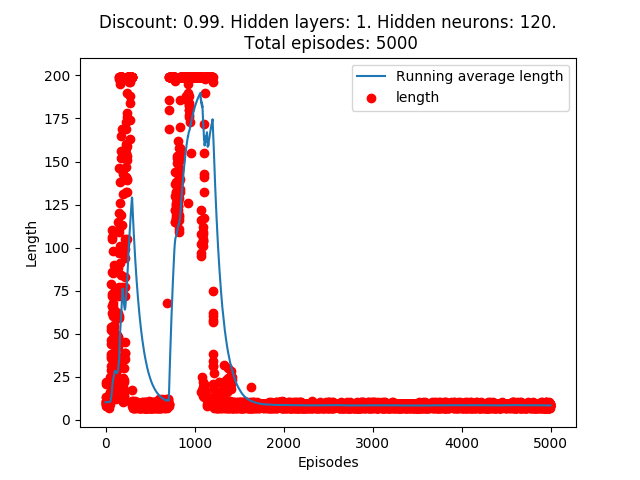 Discount: 0.99. Hidden layers: 1. Hidden neurons: 120.
Total episodes: 5000
Running average length
length
200
175
150
125
100
75
50
25
0
Length
0 1000 2000 3000 4000 5000
Episodes